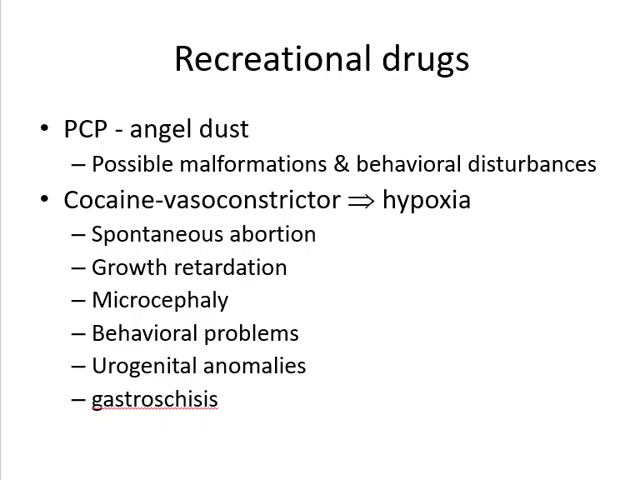 Recreational drugs
• PCP - angel dust
– Possible malformations & behavioral disturbances
• Cocaine-vasoconstrictor ⇒ hypoxia
– Spontaneous abortion
– Growth retardation
– Microcephaly
– Behavioral problems
– Urogenital anomalies
– gastroschisis